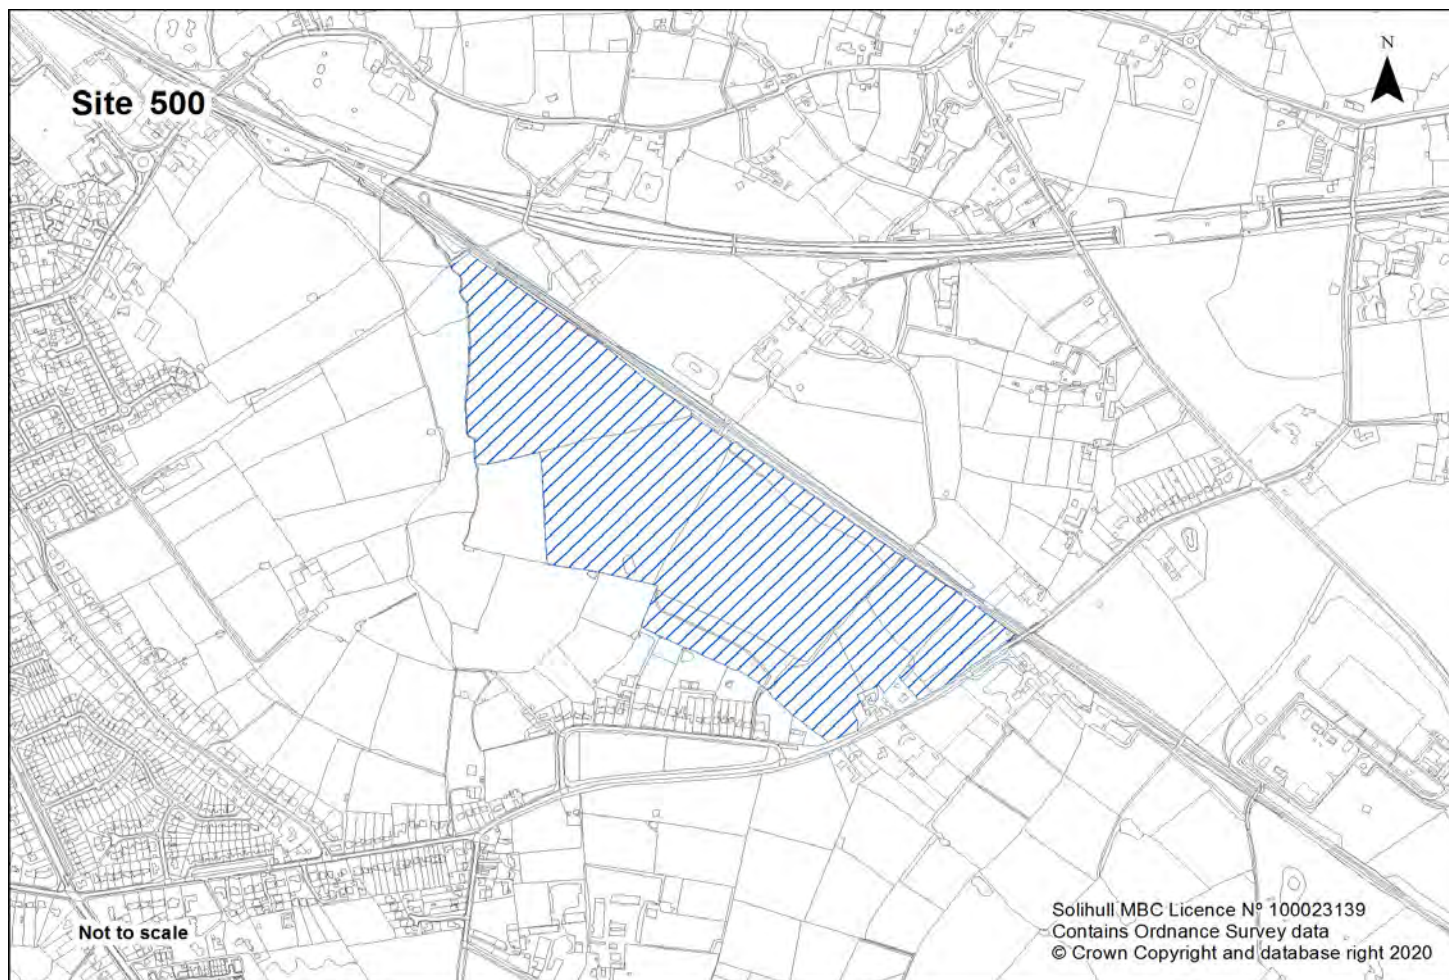 Site 500
N
Not to scale
Solihull MBC Licence Nº 100023139
Contains Ordnance Survey data
© Crown Copyright and database right 2020